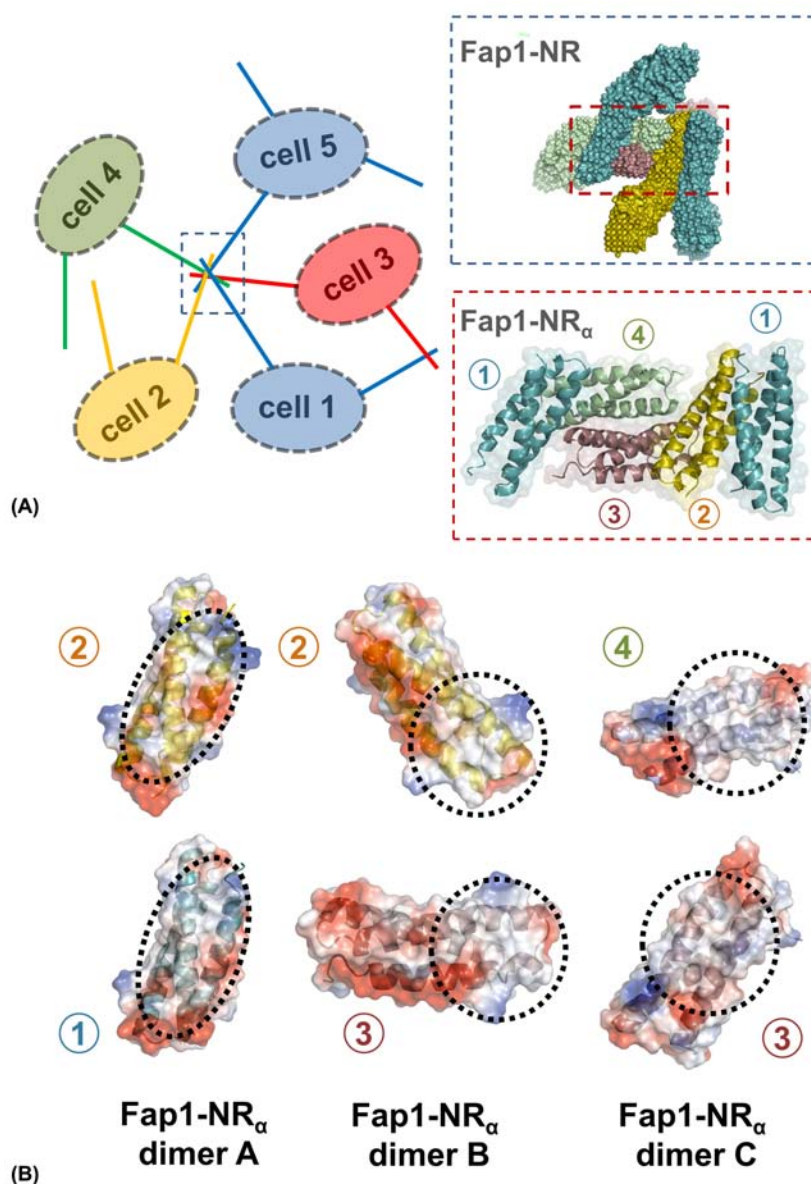 Fap1-NR
cell 5
cell 4
cell 3
cell 2
cell 1
Fap1-NRα
④
①
①
③
②
(A)
②
②
④
①
③
③
Fap1-NRα
dimer A
Fap1-NRα
dimer B
Fap1-NRα
dimer C
(B)